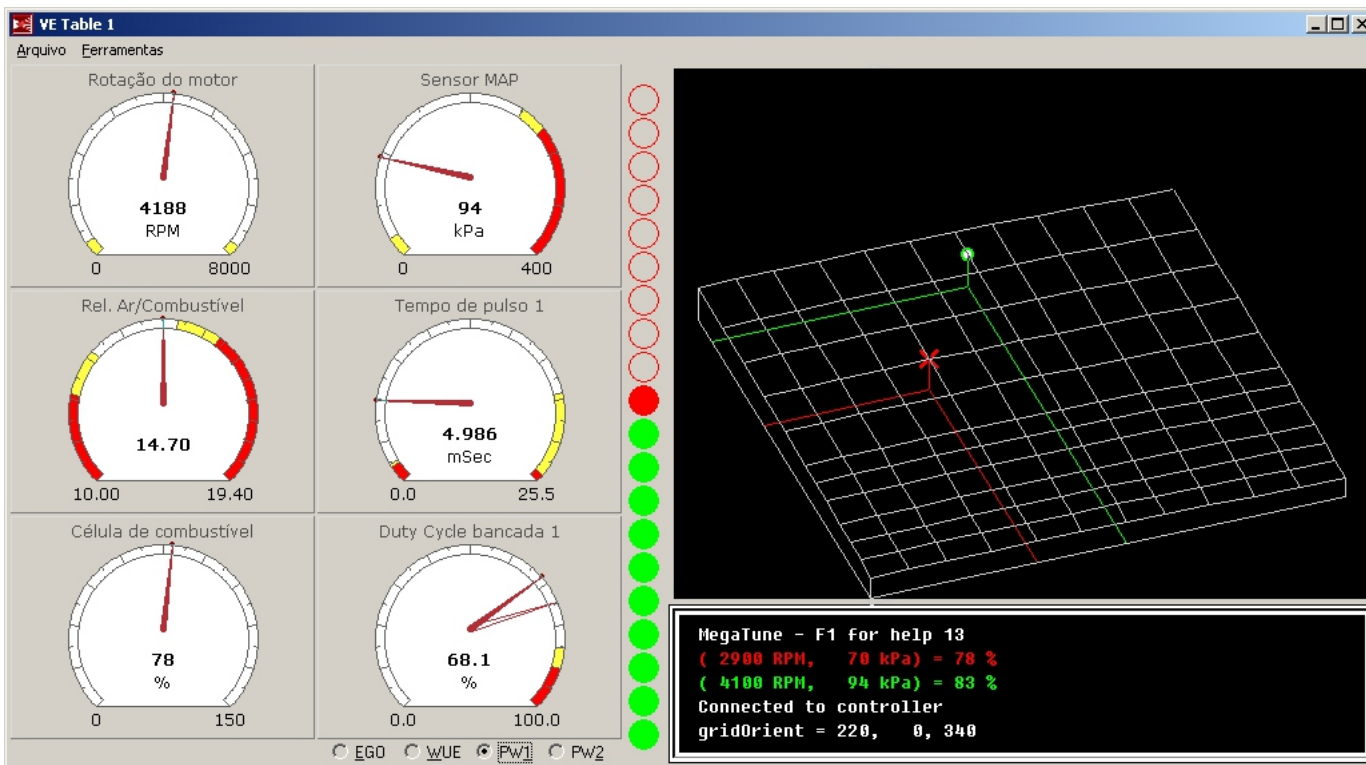 VE Table 1
Arquivo Ferramentas
Rotação do motor
4188
RPM
0 8000
Sensor MAP
94
kPa
0 400
Rel. Ar/Combustível
14.70
10.00 19.40
Tempo de pulso 1
4.986
mSec
0.0 25.5
Célula de combustível
78
%
0 150
Duty Cycle bancada 1
68.1
%
0.0 100.0
EGO WUE PW1 PW2
MegaTune - F1 for help 13
( 2900 RPM, 70 kPa) = 78 %
( 4100 RPM, 94 kPa) = 83 %
Connected to controller
gridOrient = 220, 0, 340